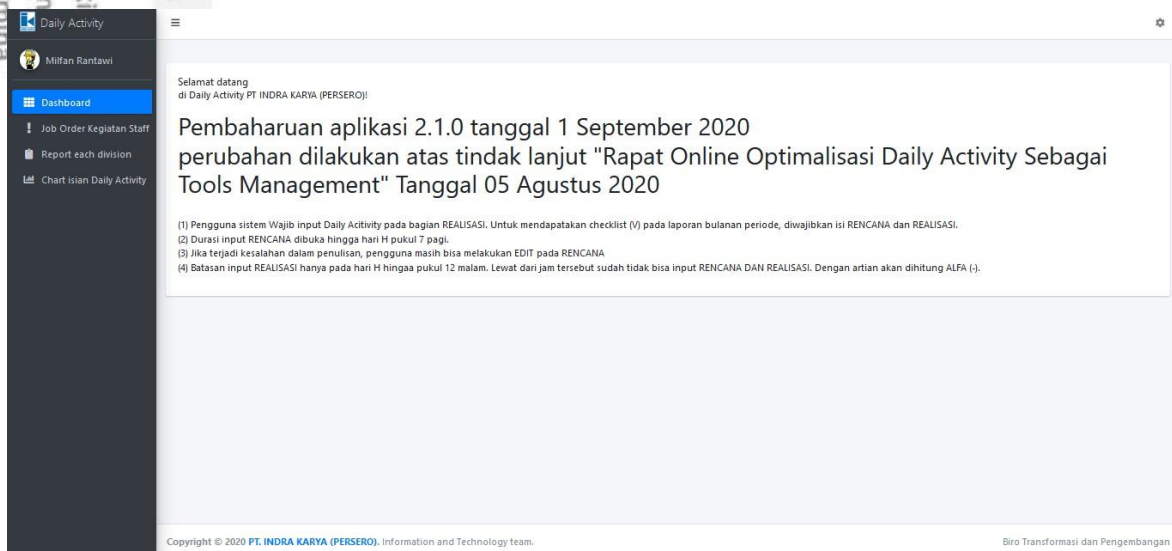 Daily Activity
Milfan Rantawi
Dashboard
Job Order Kegiatan Staff
Report each division
Chart isian Daily Activity
Selamat datang
di Daily Activity PT INDRA KARYA (PERSERO)!
Pembaharuan aplikasi 2.1.0 tanggal 1 September 2020
perubahan dilakukan atas tindak lanjut "Rapat Online Optimalisasi Daily Activity Sebagai
Tools Management" Tanggal 05 Agustus 2020
(1) Pengguna sistem Wajib input Daily Acitivity pada bagian REALISASI. Untuk mendapatakan checklist (V) pada laporan bulanan periode, diwajibkan isi RENCANA dan REALISASI.
(2) Durasi input RENCANA dibuka hingga hari H pukul 7 pagi.
(3) Jika terjadi kesalahan dalam penulisan, pengguna masih bisa melakukan EDIT pada RENCANA
(4) Batasan input REALISASI hanya pada hari H hingaa pukul 12 malam. Lewat dari jam tersebut sudah tidak bisa input RENCANA DAN REALISASI. Dengan artian akan dihitung ALFA (-).
Copyright © 2020 PT. INDRA KARYA (PERSERO). Information and Technology team.
Biro Transformasi dan Pengembangan